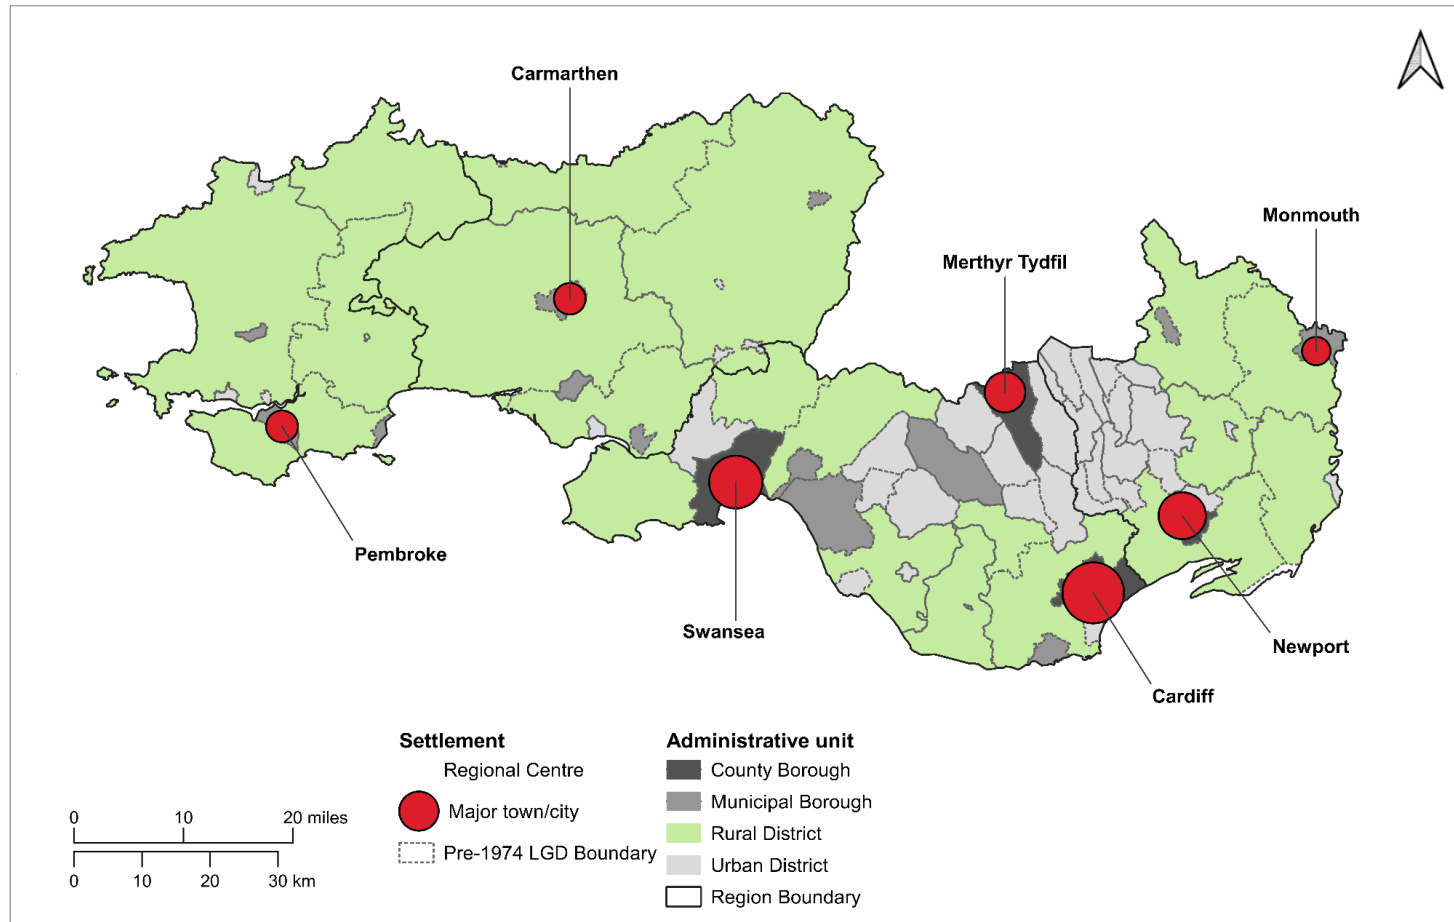 Carmarthen
Monmouth
Merthyr Tydfil
Pembroke
Swansea
Newport
Cardiff
Settlement
Regional Centre
Major town/city
Pre-1974 LGD Boundary
Administrative unit
County Borough
Municipal Borough
Rural District
Urban District
Region Boundary
0 10 20 miles
0 10 20 30 km